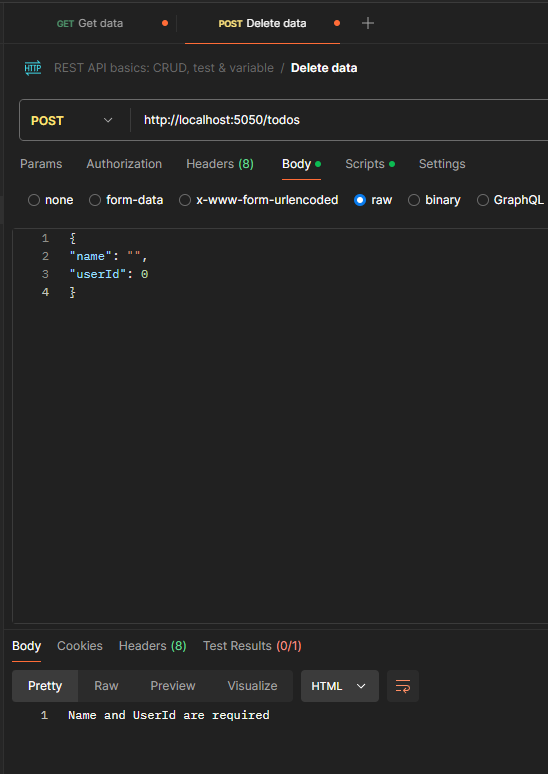 GET Get data POST Delete data
HTTP REST API basics: CRUD, test & variable / Delete data
POST http://localhost:5050/todos
Params Authorization Headers (8) Body Scripts Settings
none form-data x-www-form-urlencoded raw binary GraphQL
1 {
2 "name": "",
3 "userId": 0
4 }
Body Cookies Headers (8) Test Results (0/1)
Pretty Raw Preview Visualize HTML
1 Name and UserId are required